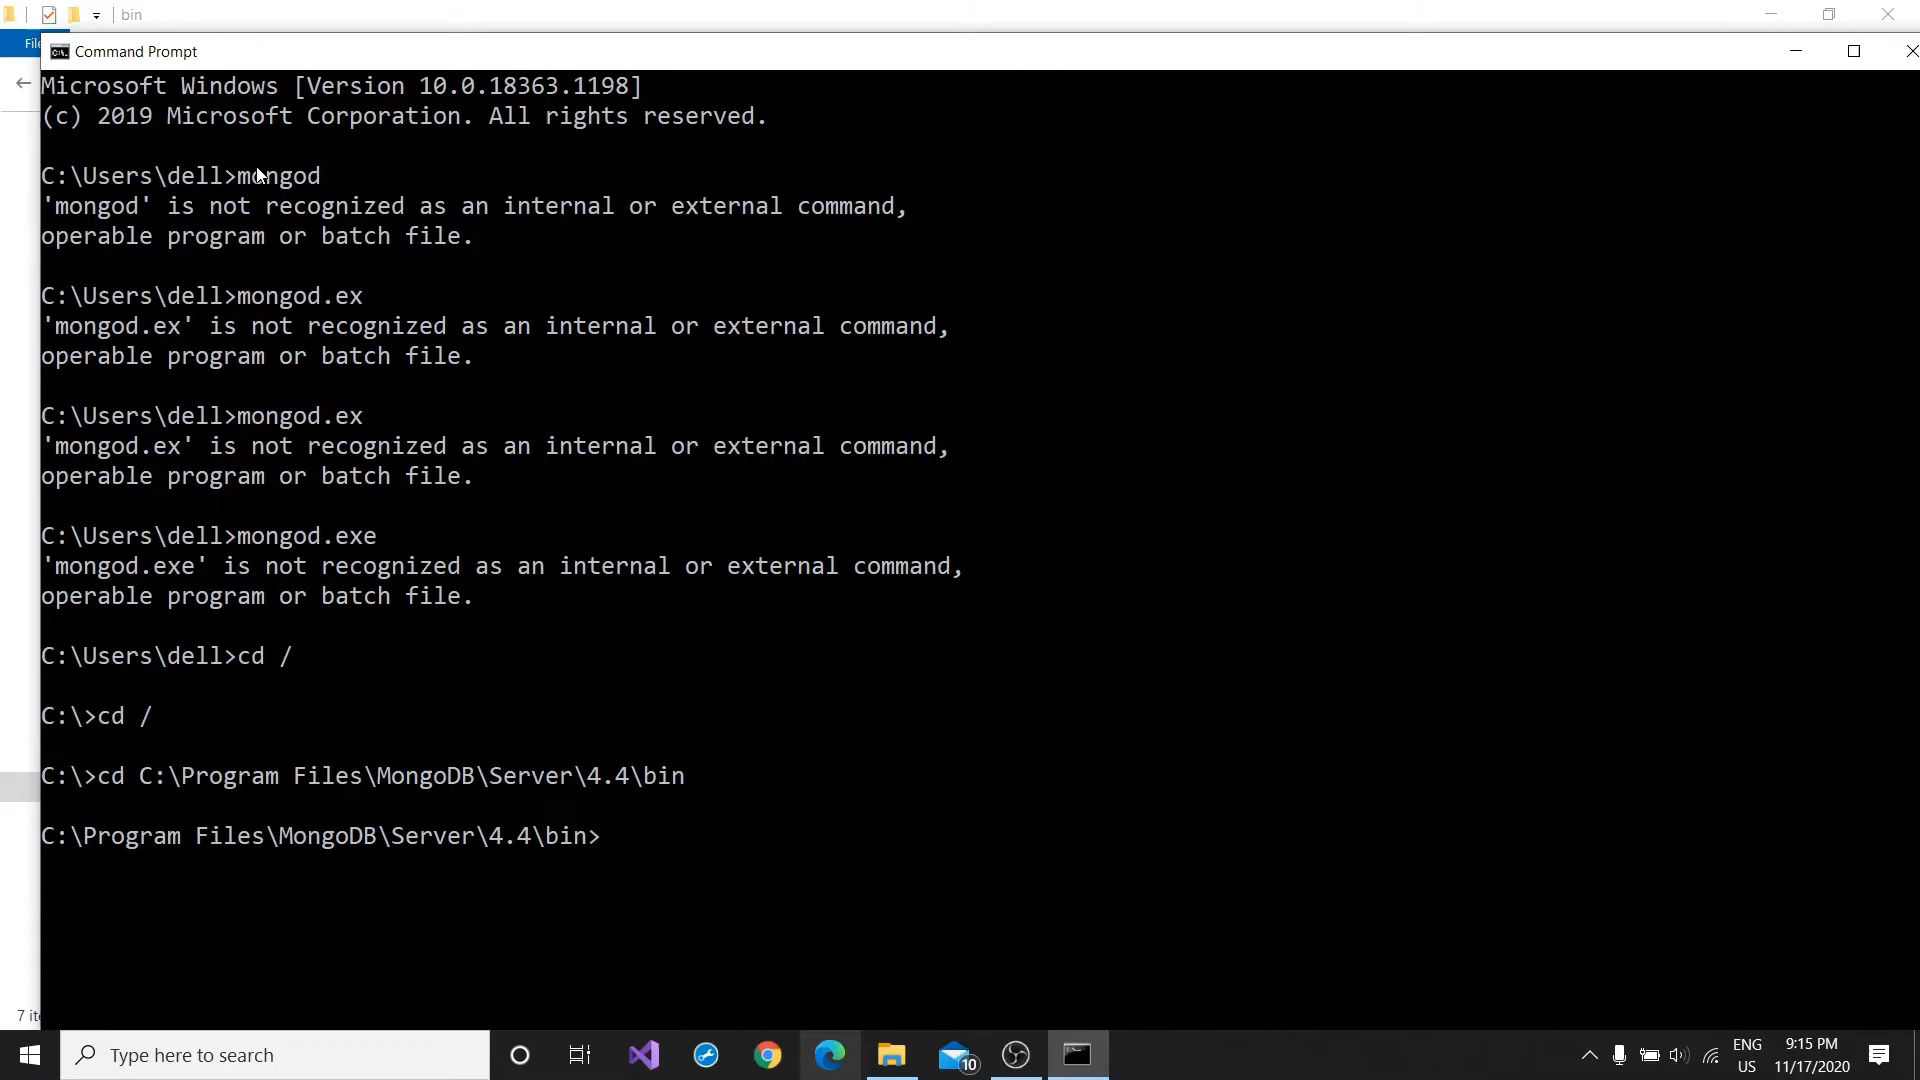 bin
File
Command Prompt
Microsoft Windows [Version 10.0.18363.1198]
(c) 2019 Microsoft Corporation. All rights reserved.
C:\Users\dell>mongod
'mongod' is not recognized as an internal or external command,
operable program or batch file.
C:\Users\dell>mongod.ex
'mongod.ex' is not recognized as an internal or external command,
operable program or batch file.
C:\Users\dell>mongod.ex
'mongod.ex' is not recognized as an internal or external command,
operable program or batch file.
C:\Users\dell>mongod.exe
'mongod.exe' is not recognized as an internal or external command,
operable program or batch file.
C:\Users\dell>cd /
C:\>cd /
C:\>cd C:\Program Files\MongoDB\Server\4.4\bin
C:\Program Files\MongoDB\Server\4.4\bin>
7 ite
Type here to search
10
ENG
US
9:15 PM
11/17/2020